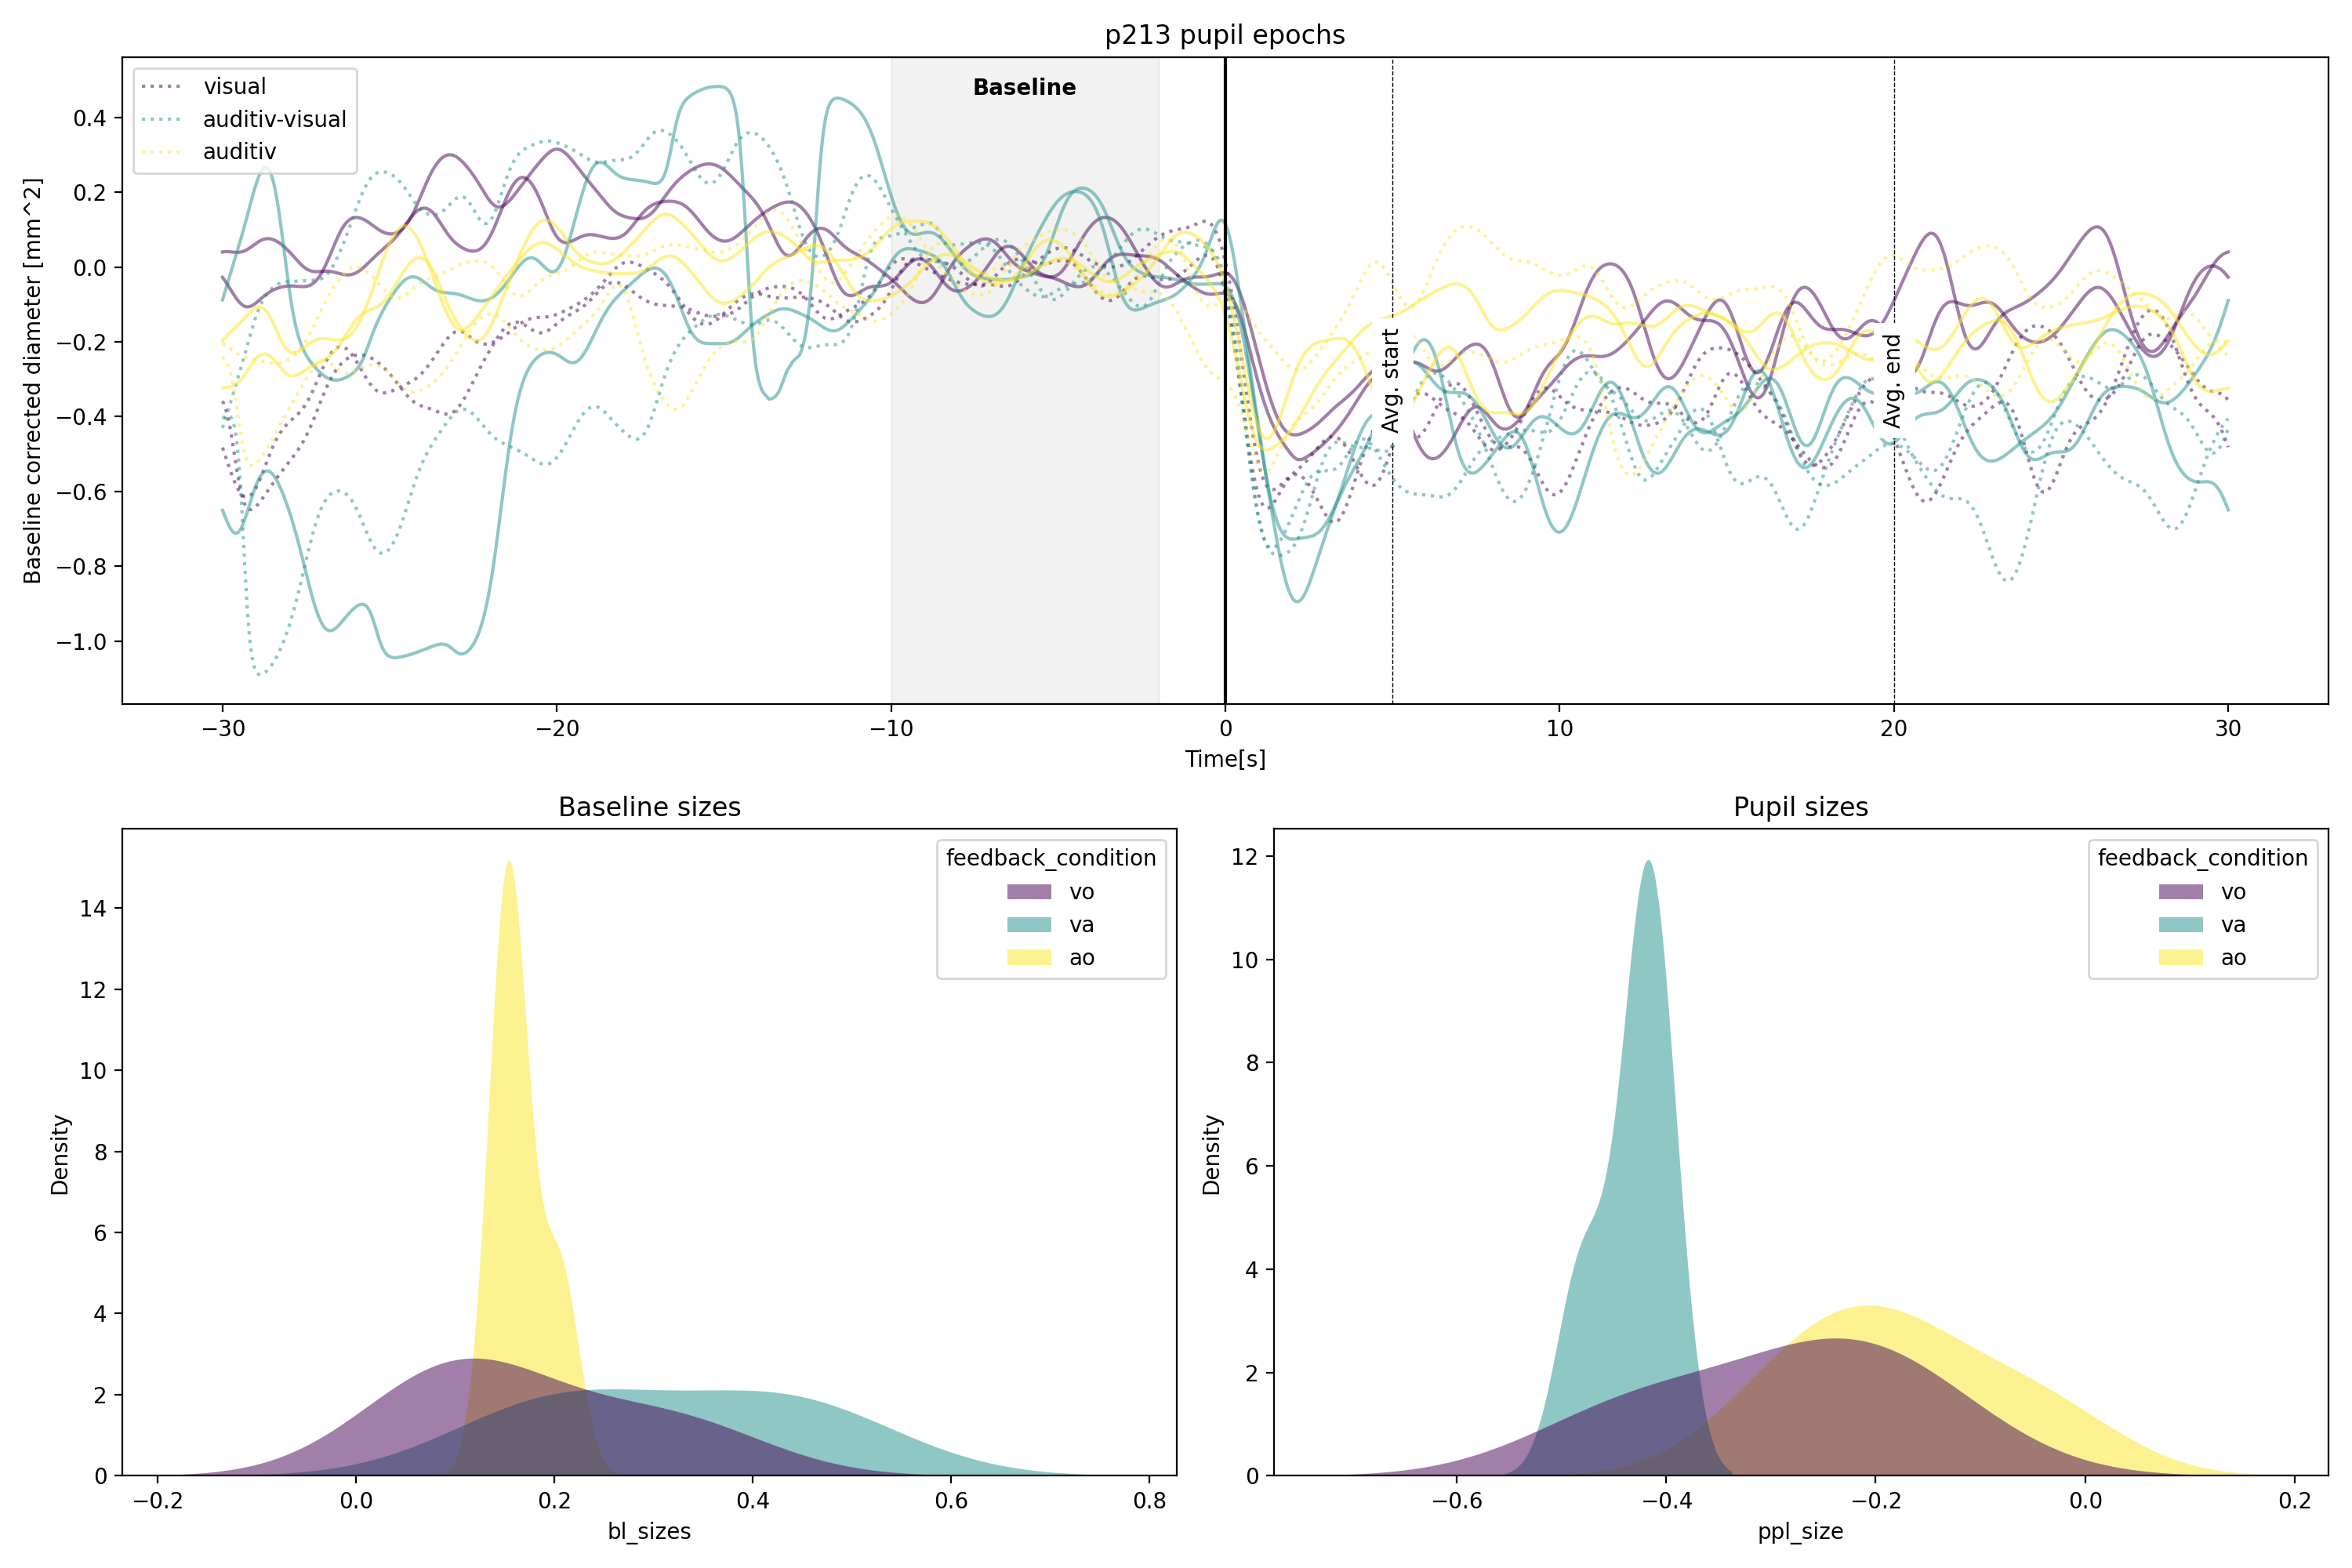 p213 pupil epochs
visual
auditiv-visual
auditiv
Baseline
Avg. start
Avg. end
Baseline corrected diameter [mm^2]
0.4
0.2
0.0
−0.2
−0.4
−0.6
−0.8
−1.0
−30
−20
−10
0
10
20
30
Time[s]
Baseline sizes
feedback_condition
vo
va
ao
Density
14
12
10
8
6
4
2
0
−0.2
0.0
0.2
0.4
0.6
0.8
bl_sizes
Pupil sizes
feedback_condition
vo
va
ao
Density
12
10
8
6
4
2
0
−0.6
−0.4
−0.2
0.0
0.2
ppl_size